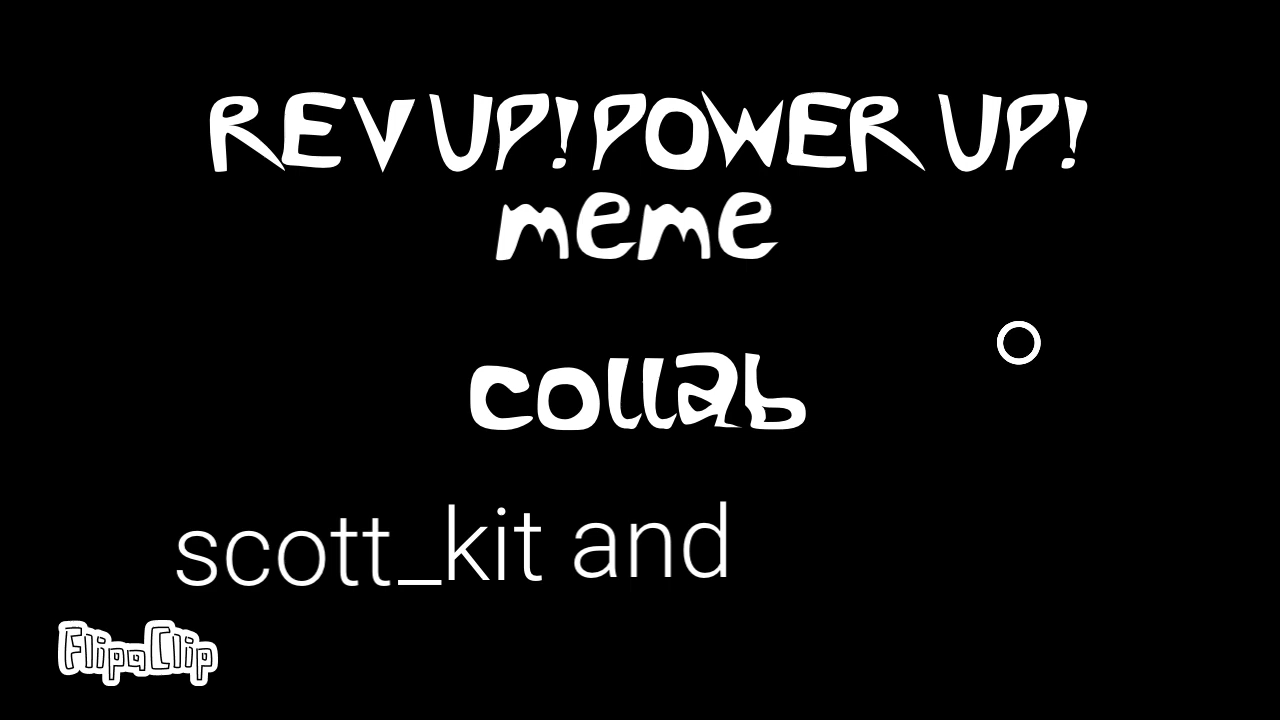 REV UP! POWER UP!
meme
collab
scott_kit and
FlipaClip